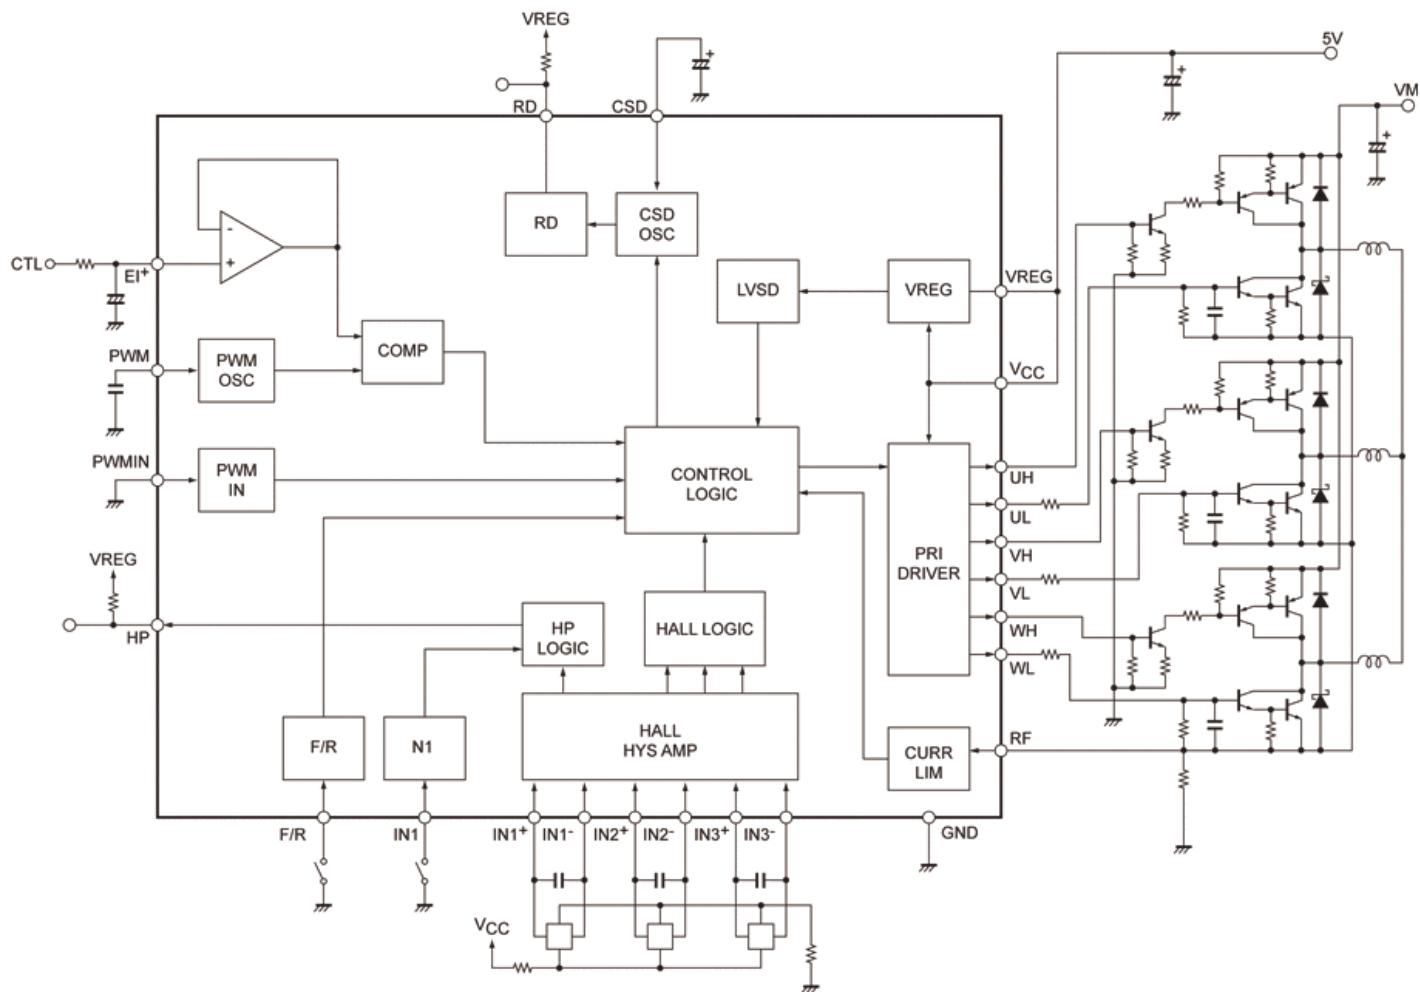 VREG
5V
VM
RD
CSD
RD
CSD
OSC
-
+
CTL
EI+
LVSD
VREG
VREG
COMP
PWM
PWM
OSC
VCC
PWMIN
PWM
IN
CONTROL
LOGIC
UH
UL
VH
PRI
DRIVER
VL
VREG
WH
HP
HP
LOGIC
HALL LOGIC
WL
F/R
N1
HALL
HYS AMP
CURR
LIM
RF
F/R
IN1
IN1+
IN1-
IN2+
IN2-
IN3+
IN3-
GND
VCC
+
+
+